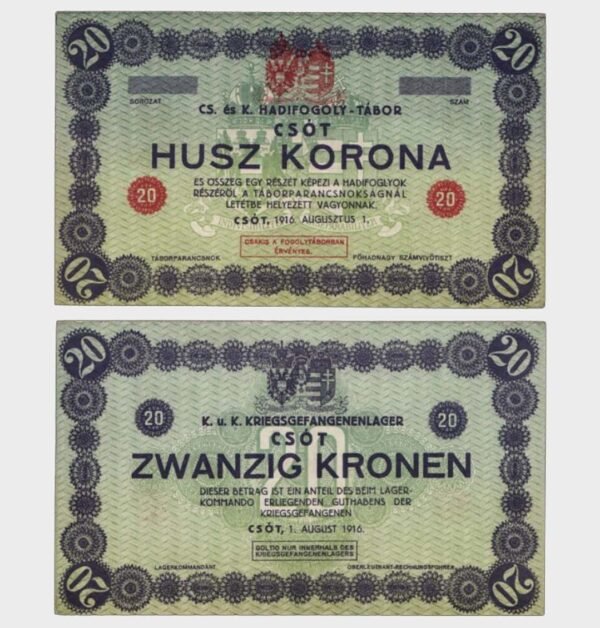 20 20
SOROZAT SZÁM
CS. és K. HADIFOGOLY-TÁBOR
CSÓT
HUSZ KORONA
20 ÉS ÖSSZEG EGY RÉSZÉT KÉPEZI A HADIFOGLYOK 20
RÉSZÉRŐL A TÁBORPARANCSNOKSÁGNÁL
LETÉTBE HELYEZETT VAGYONNAK.
CSÓT, 1916. AUGUSZTUS 1.
CSAKIS A FOGOLYTÁBORBAN
ÉRVÉNYES.
TÁBORPARANCSNOK FŐHADNAGY SZÁMVIVŐTISZT
20 20
20 20
20 20
K. u. K. KRIEGSGEFANGENENLAGER
CSÓT
ZWANZIG KRONEN
20
DIESER BETRAG IST EIN ANTEIL DES BEIM LAGER-
KOMMANDO ERLIEGENDEN GUTHABENS DER
KRIEGSGEFANGENEN
CSÓT, 1. AUGUST 1916.
GÜLTIG NUR INNERHALB DES
KRIEGSGEFANGENENLAGERS
LAGERKOMMANDANT OBERLEUTNANT-RECHNUNGSFÜHRER
20 20